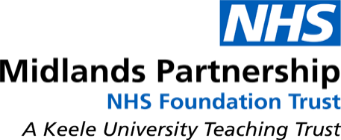 NHS
Midlands Partnership
NHS Foundation Trust
A Keele University Teaching Trust